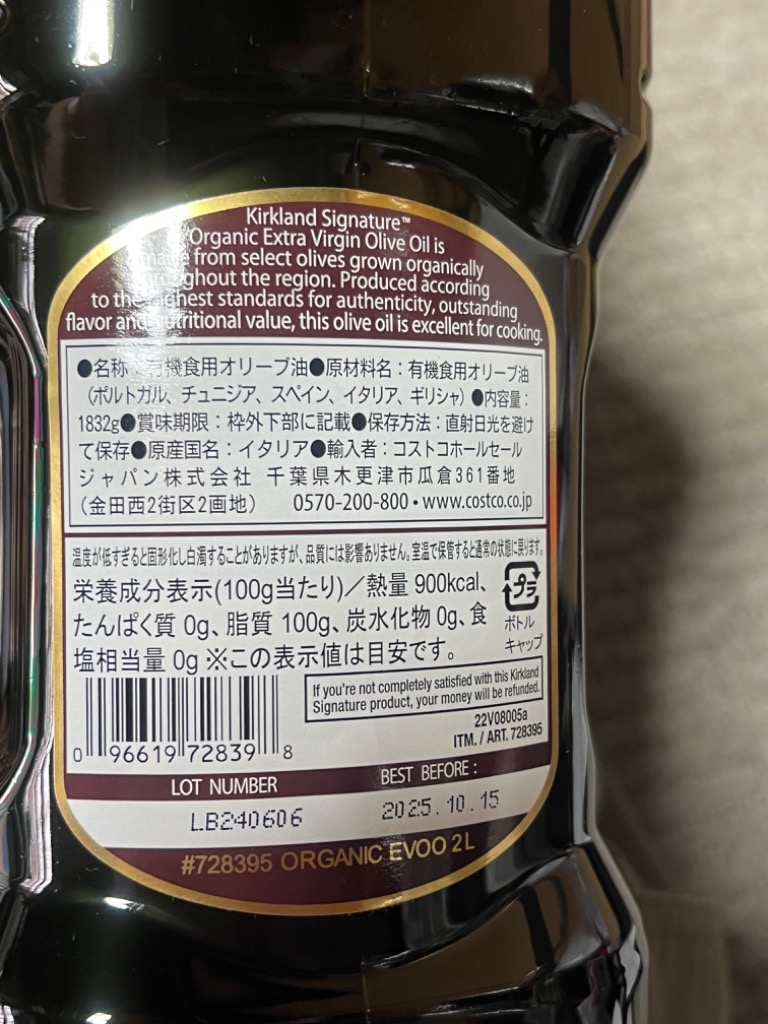 Kirkland Signature™
Organic Extra Virgin Olive Oil is
from select olives grown organically
the region. Produced according
to the highest standards for authenticity, outstanding
flavor and nutritional value, this olive oil is excellent for cooking.
●名称：有機食用オリーブ油●原材料名：有機食用オリーブ油
（ポルトガル、チュニジア、スペイン、イタリア、ギリシャ）●内容量：
1832g●賞味期限：枠外下部に記載●保存方法：直射日光を避け
て保存●原産国名：イタリア●輸入者：コストコホールセール
ジャパン株式会社 千葉県木更津市瓜倉361番地
（金田西2街区2画地） 0570-200-800・www.costco.co.jp
温度が低すぎると固形化し白濁することがありますが、品質には影響ありません。室温で保管すると通常の状態に戻ります。
栄養成分表示(100g当たり)／熱量 900kcal、
たんぱく質 0g、脂質 100g、炭水化物 0g、食
塩相当量 0g ※この表示値は目安です。
プラ
ボトル
キャップ
If you're not completely satisfied with this Kirkland
Signature product, your money will be refunded.
22V08005a
ITM. / ART. 728395
0 96619 72839 8
LOT NUMBER
BEST BEFORE :
LB240606
2025.10.15
#728395 ORGANIC EVOO 2L